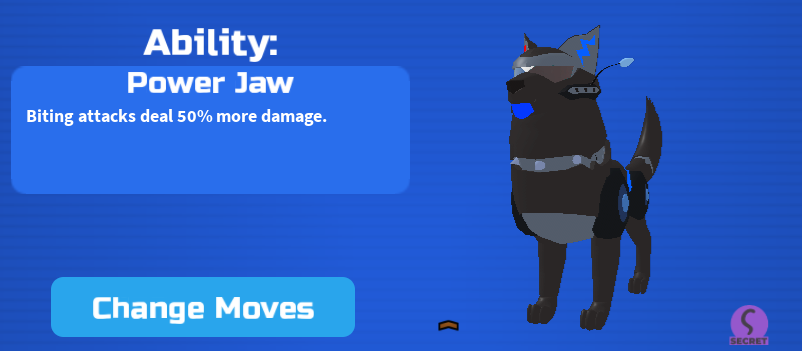 Ability:
Power Jaw
Biting attacks deal 50% more damage.
Change Moves
SECRET